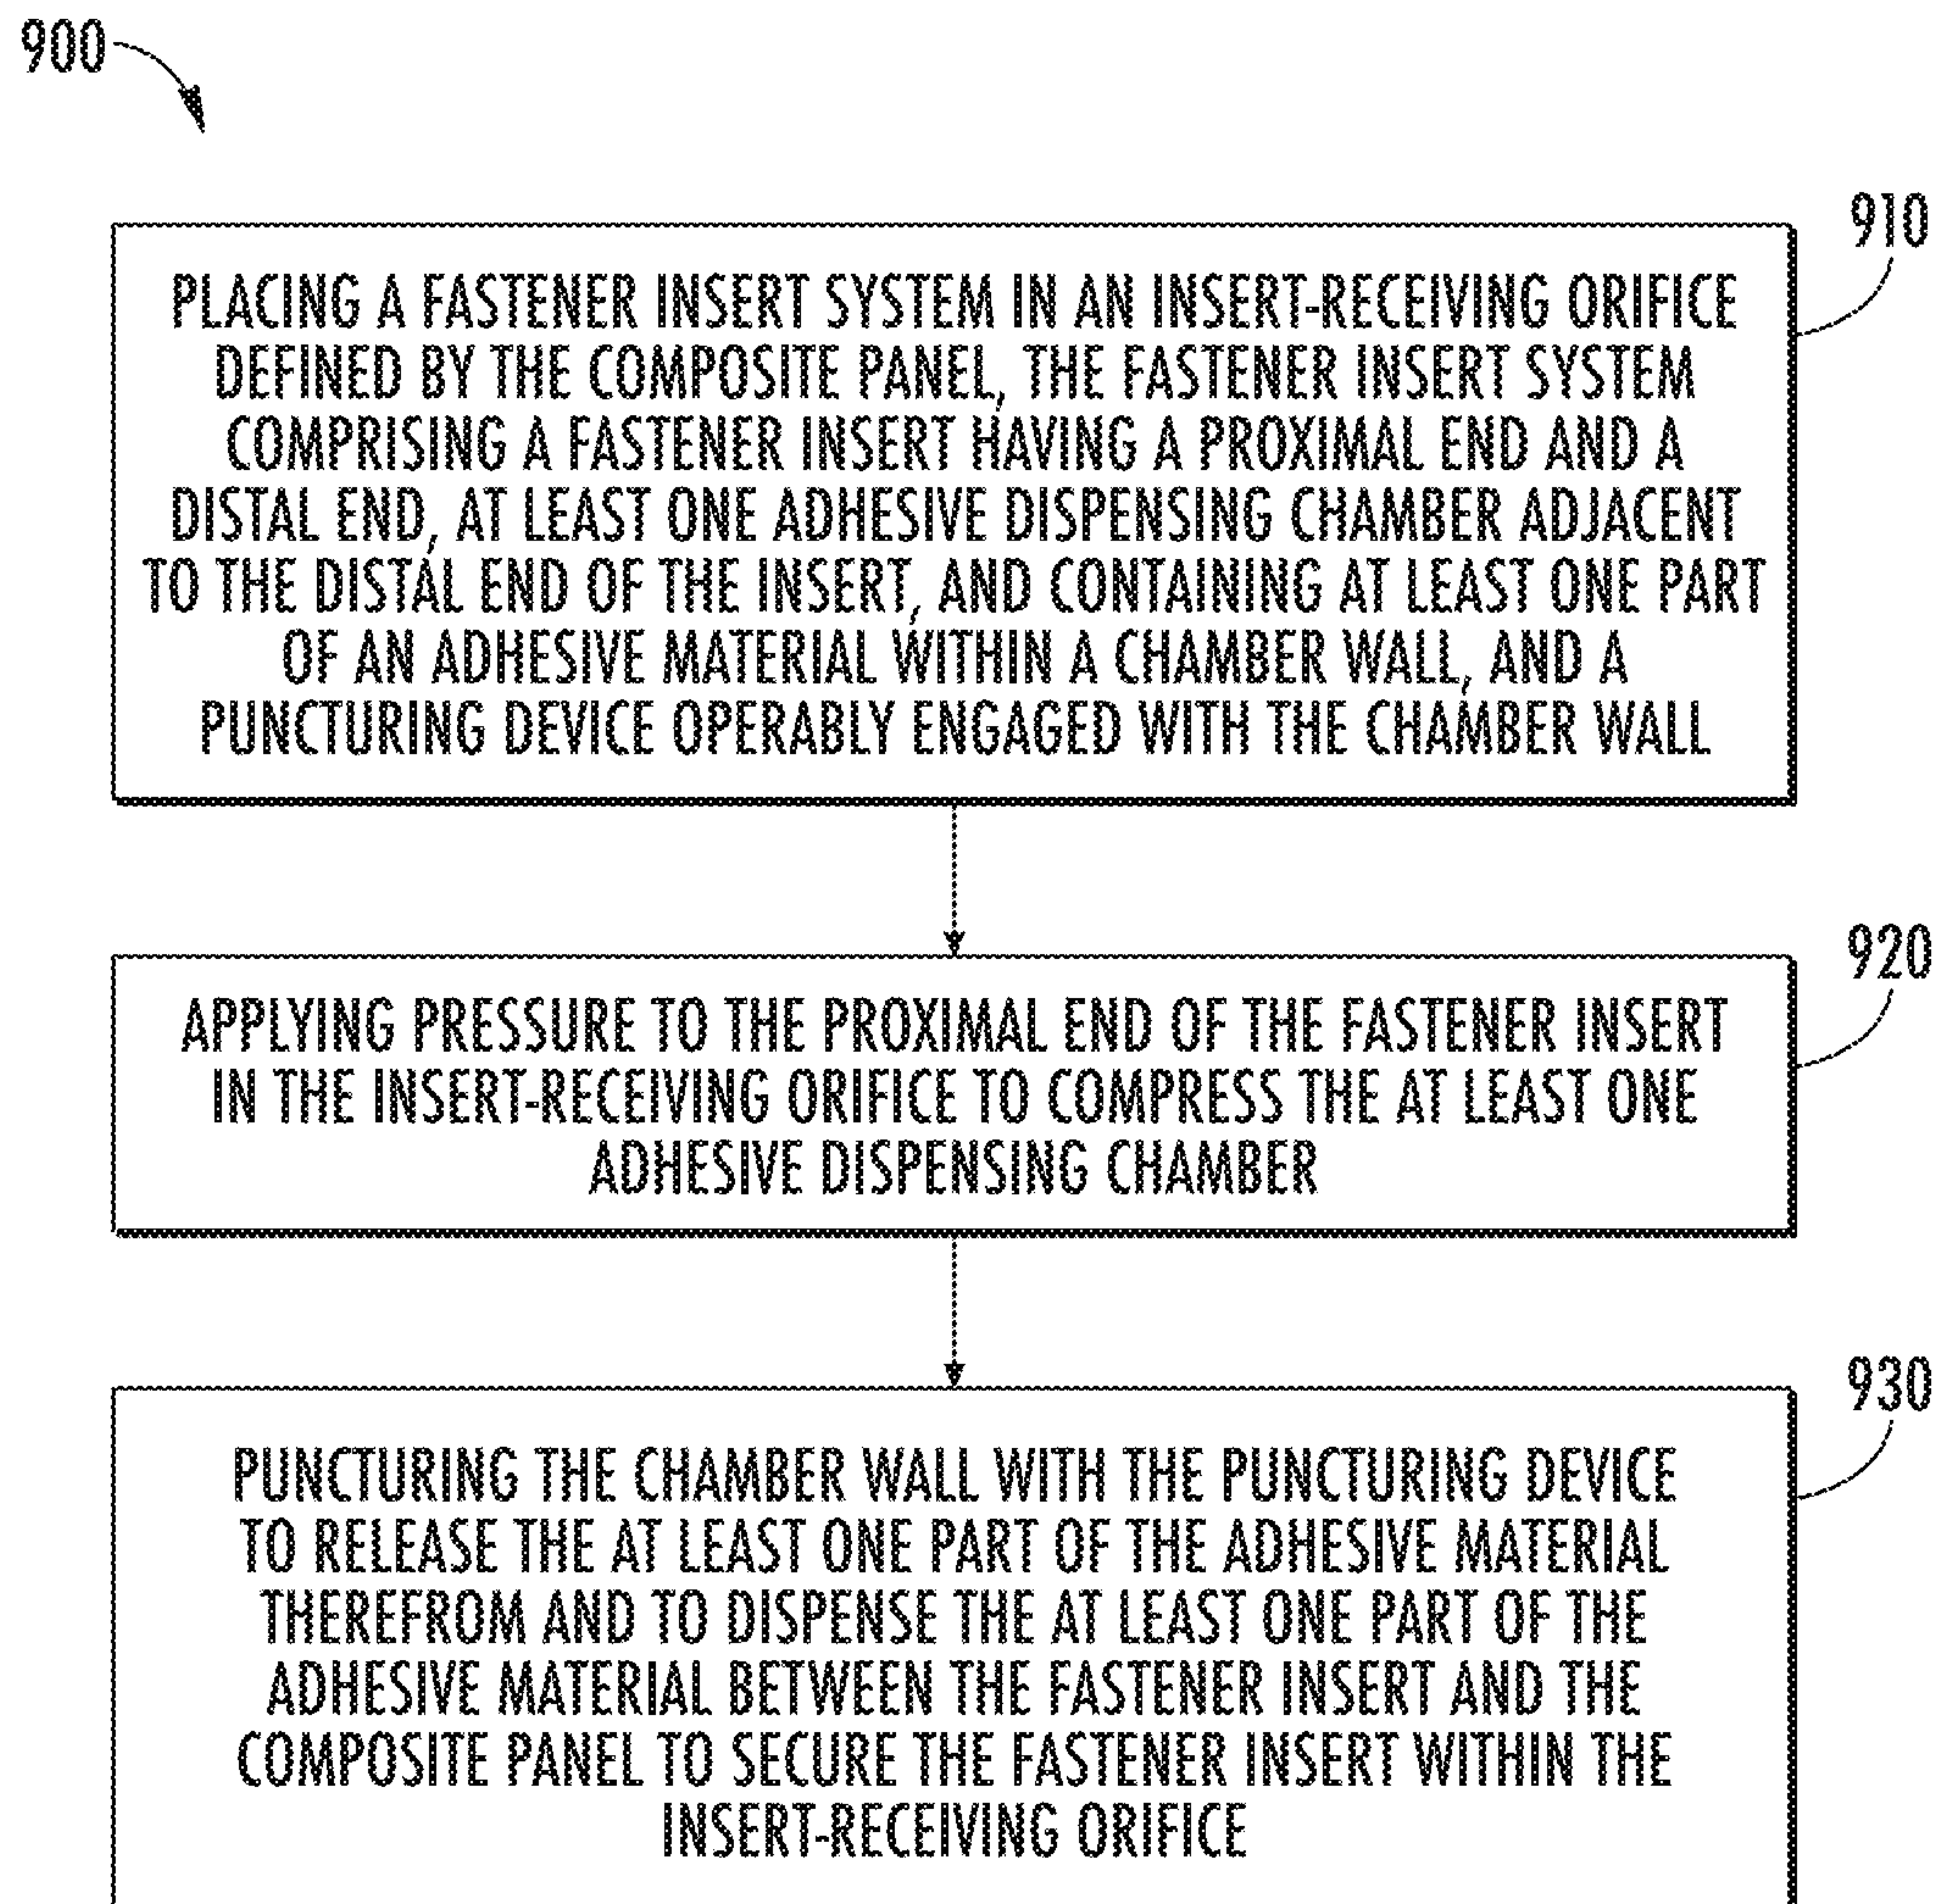 900
910
PLACING A FASTENER INSERT SYSTEM IN AN INSERT-RECEIVING ORIFICE
DEFINED BY THE COMPOSITE PANEL, THE FASTENER INSERT SYSTEM
COMPRISING A FASTENER INSERT HAVING A PROXIMAL END AND A
DISTAL END, AT LEAST ONE ADHESIVE DISPENSING CHAMBER ADJACENT
TO THE DISTAL END OF THE INSERT, AND CONTAINING AT LEAST ONE PART
OF AN ADHESIVE MATERIAL WITHIN A CHAMBER WALL, AND A
PUNCTURING DEVICE OPERABLY ENGAGED WITH THE CHAMBER WALL
920
APPLYING PRESSURE TO THE PROXIMAL END OF THE FASTENER INSERT
IN THE INSERT-RECEIVING ORIFICE TO COMPRESS THE AT LEAST ONE
ADHESIVE DISPENSING CHAMBER
930
PUNCTURING THE CHAMBER WALL WITH THE PUNCTURING DEVICE
TO RELEASE THE AT LEAST ONE PART OF THE ADHESIVE MATERIAL
THEREFROM AND TO DISPENSE THE AT LEAST ONE PART OF THE
ADHESIVE MATERIAL BETWEEN THE FASTENER INSERT AND THE
COMPOSITE PANEL TO SECURE THE FASTENER INSERT WITHIN THE
INSERT-RECEIVING ORIFICE